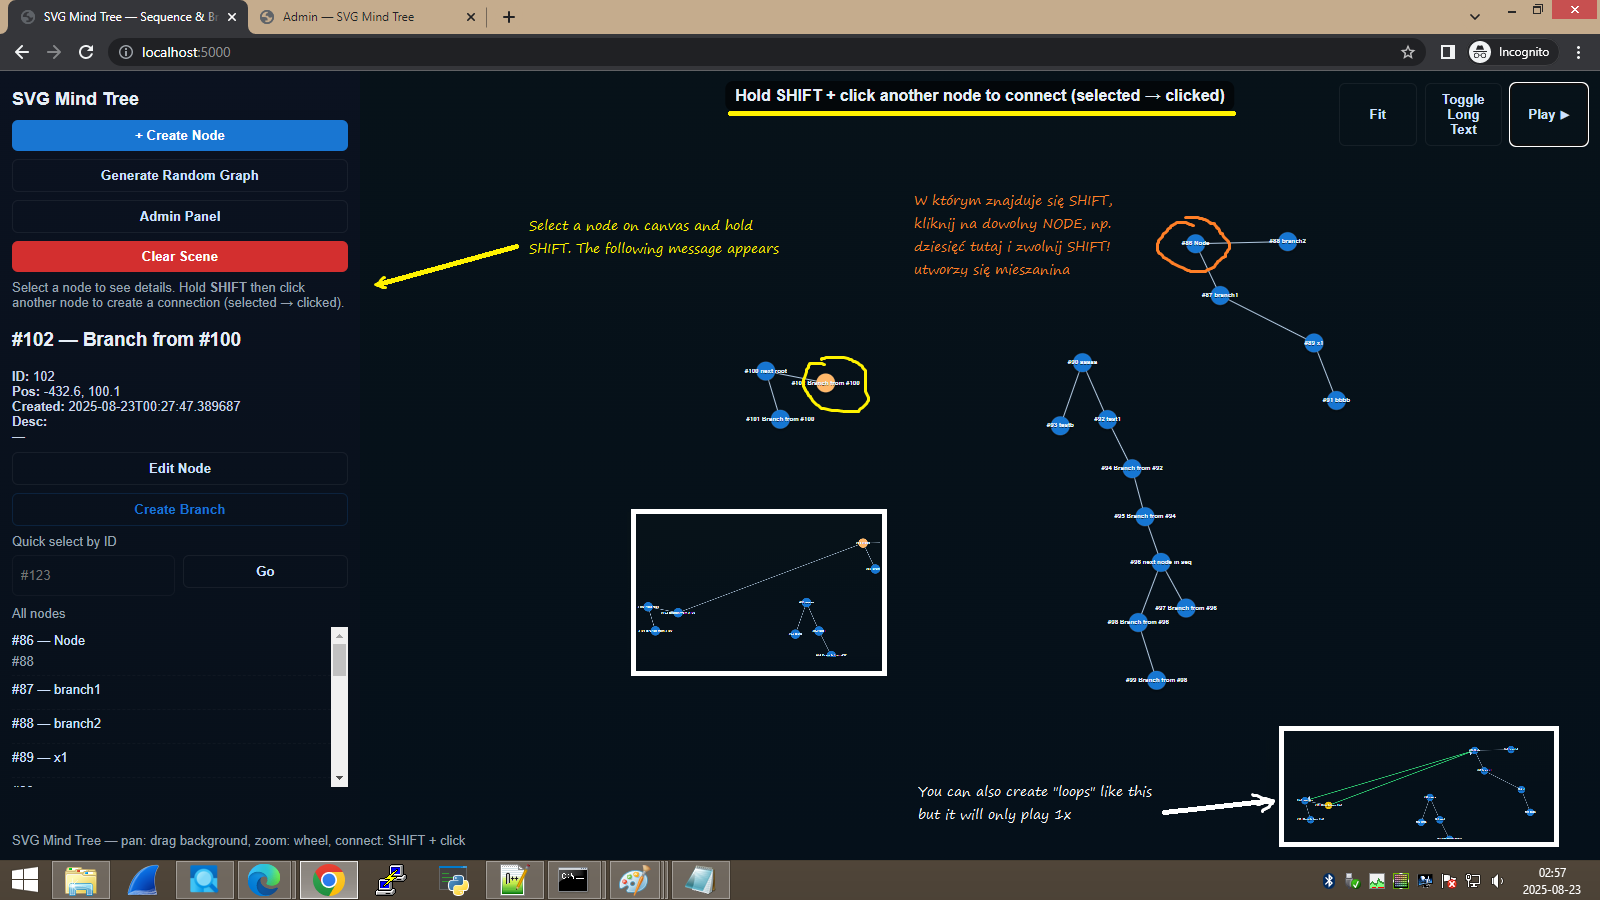 SVG Mind Tree — Sequence & Br
Admin — SVG Mind Tree
localhost:5000
Incognito
SVG Mind Tree
+ Create Node
Generate Random Graph
Admin Panel
Clear Scene
Select a node to see details. Hold SHIFT then click
another node to create a connection (selected → clicked).
#102 — Branch from #100
ID: 102
Pos: -432.6, 100.1
Created: 2025-08-23T00:27:47.389687
Desc:
—
Edit Node
Create Branch
Quick select by ID
#123
Go
All nodes
#86 — Node
#88
#87 — branch1
#88 — branch2
#89 — x1
SVG Mind Tree — pan: drag background, zoom: wheel, connect: SHIFT + click
Hold SHIFT + click another node to connect (selected → clicked)
Fit
Toggle
Long
Text
Play ▶
Select a node on canvas and hold
SHIFT. The following message appears
W którym znajduje się SHIFT,
kliknij na dowolny NODE, np.
dziesięć tutaj i zwolnij SHIFT!
utworzy się mieszanina
#86 Node
#88 branch2
#87 branch1
#89 x1
#91 bbbb
#90 aaaaa
#93 testb
#92 test1
#94 Branch from #92
#95 Branch from #94
#96 next node in seq
#97 Branch from #96
#98 Branch from #96
#99 Branch from #98
#100 next root
Branch from #100
#101 Branch from #100
You can also create "loops" like this
but it will only play 1x
02:57
2025-08-23